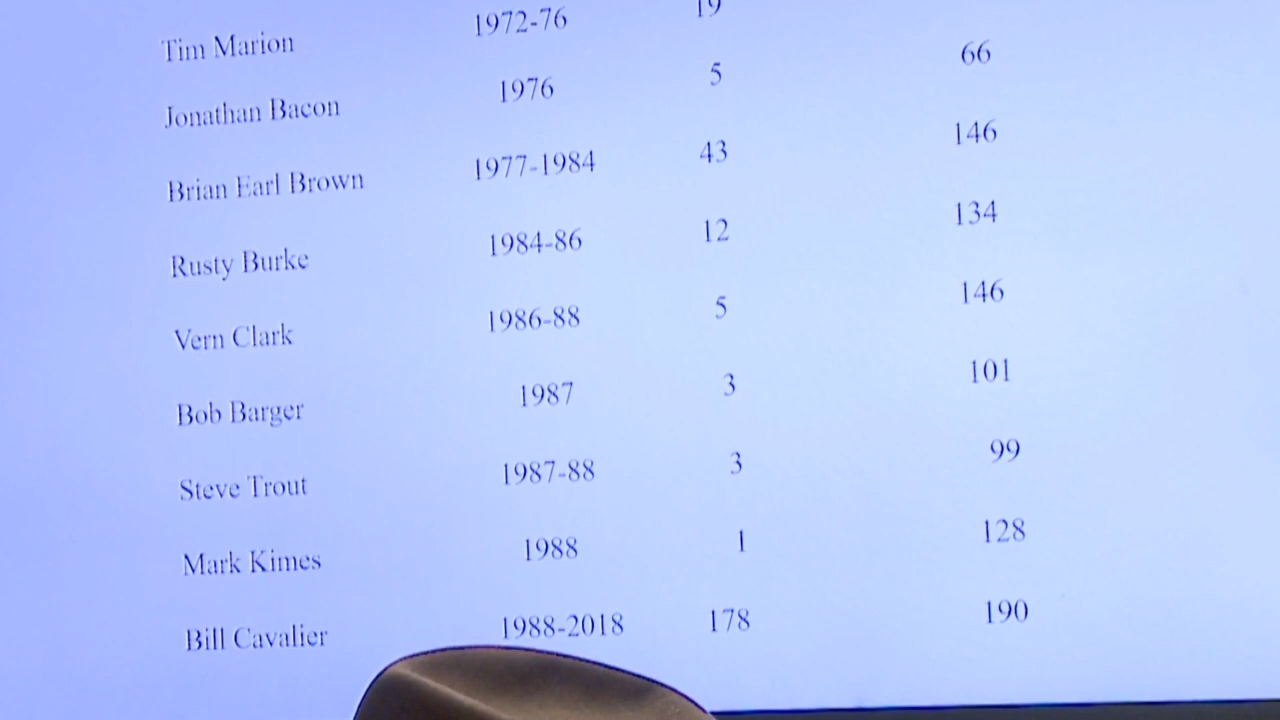 Tim Marion 1972-76 19
Jonathan Bacon 1976 5 66
Brian Earl Brown 1977-1984 43 146
Rusty Burke 1984-86 12 134
Vern Clark 1986-88 5 146
Bob Barger 1987 3 101
Steve Trout 1987-88 3 99
Mark Kimes 1988 1 128
Bill Cavalier 1988-2018 178 190